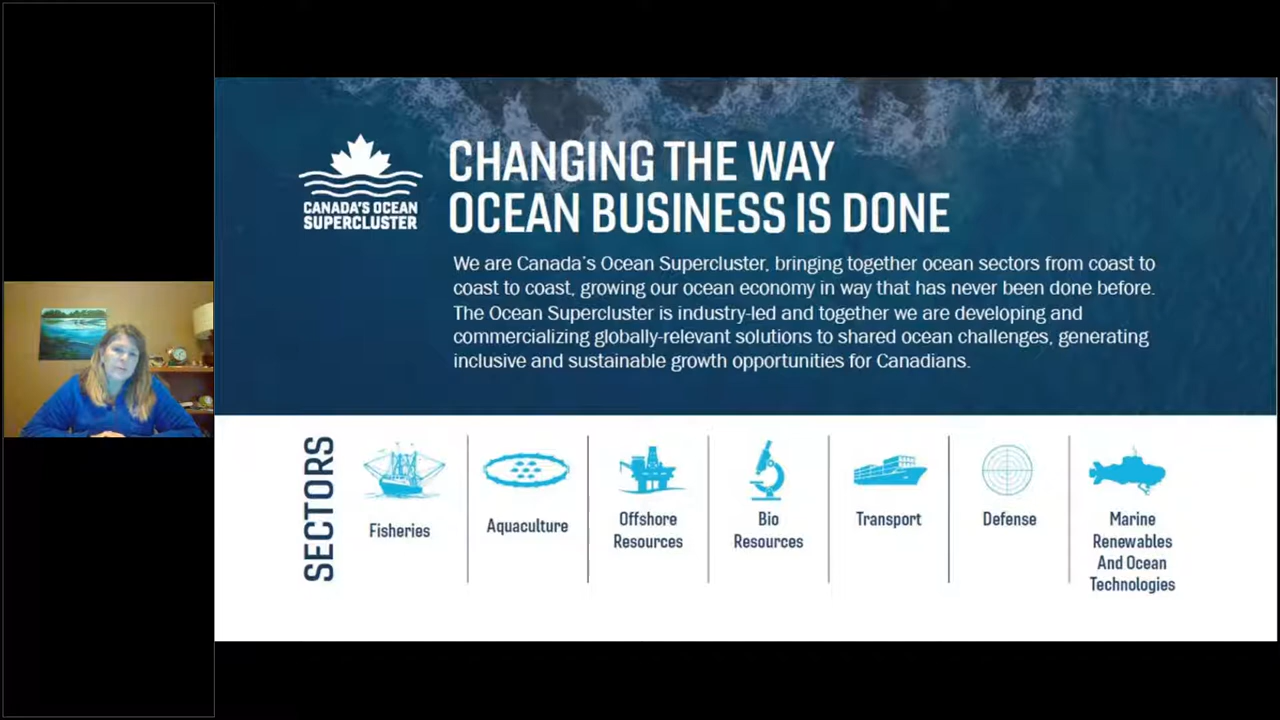 CANADA'S OCEAN
SUPERCLUSTER
CHANGING THE WAY
OCEAN BUSINESS IS DONE
We are Canada's Ocean Supercluster, bringing together ocean sectors from coast to
coast to coast, growing our ocean economy in way that has never been done before.
The Ocean Supercluster is industry-led and together we are developing and
commercializing globally-relevant solutions to shared ocean challenges, generating
inclusive and sustainable growth opportunities for Canadians.
SECTORS
Fisheries
Aquaculture
Offshore
Resources
Bio
Resources
Transport
Defense
Marine
Renewables
And Ocean
Technologies